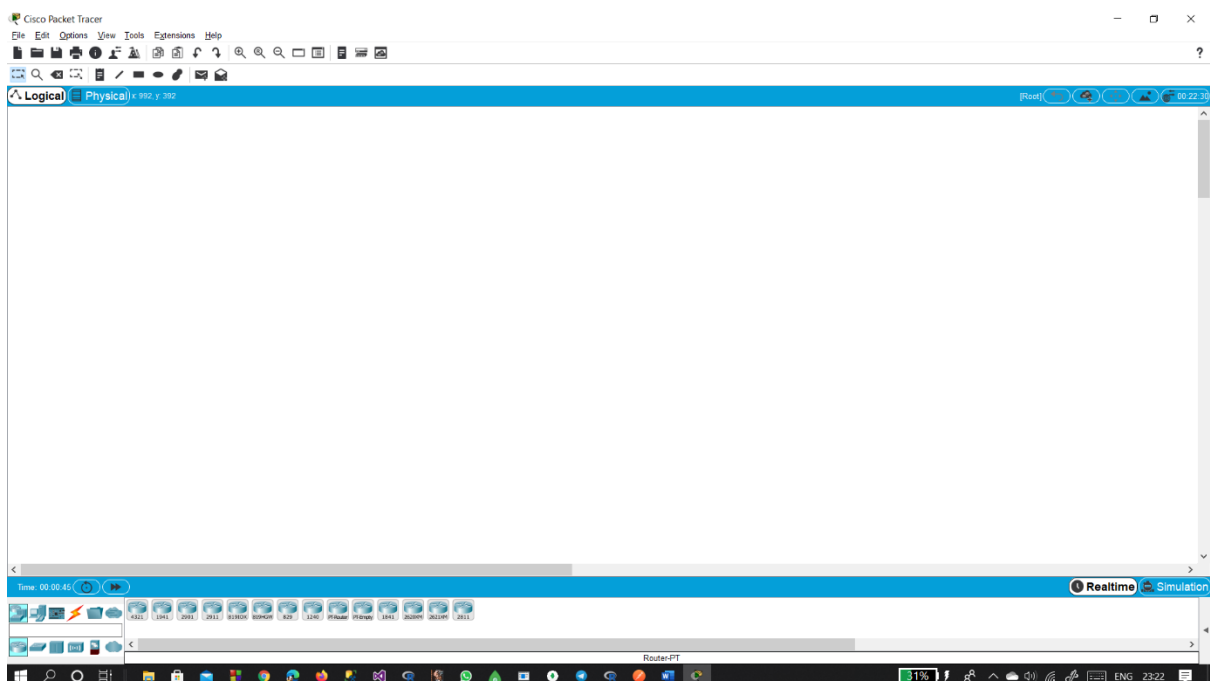 Cisco Packet Tracer
File Edit Options View Tools Extensions Help
?
Logical Physical x: 992, y: 392 [Root] 00:22:30
Time: 00:00:45 Realtime Simulation
4321 1941 2901 2911 819IOX 819HGW 829 1240 PT-Router PT-Empty 1841 2620XM 2621XM 2811
Router-PT
31% ENG 23:22